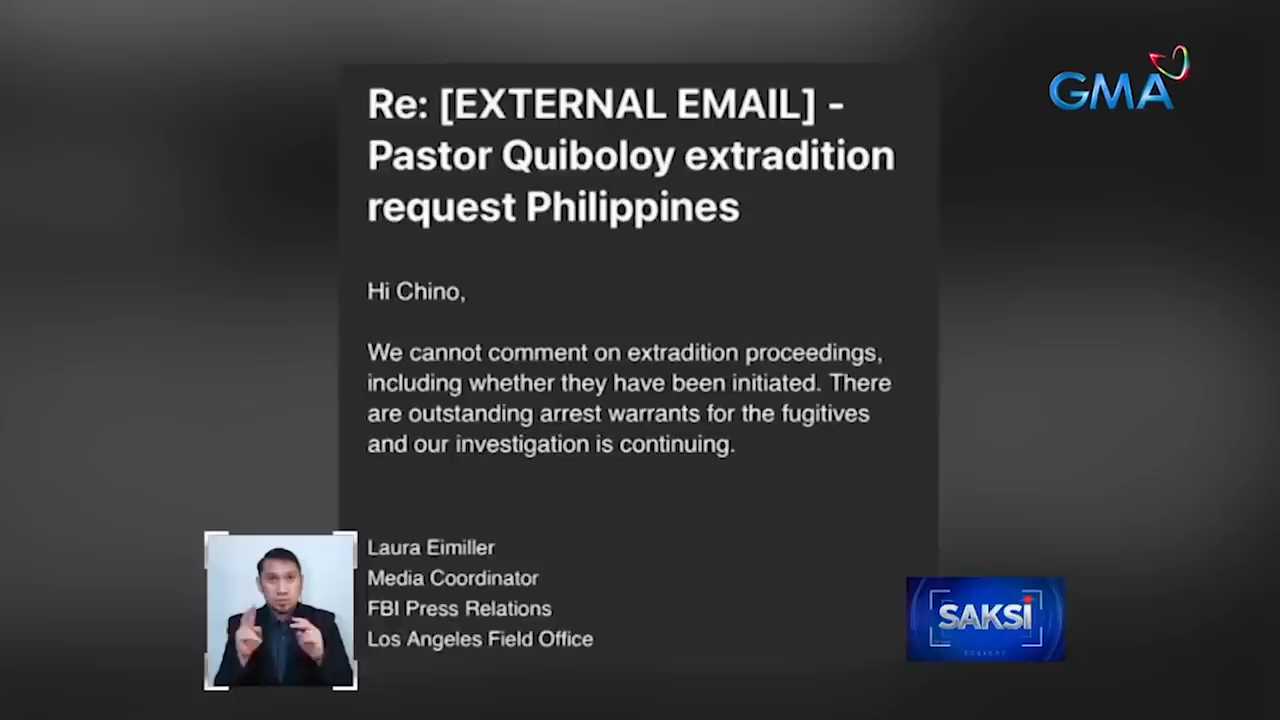 GMA
Re: [EXTERNAL EMAIL] -
Pastor Quiboloy extradition
request Philippines
Hi Chino,
We cannot comment on extradition proceedings,
including whether they have been initiated. There
are outstanding arrest warrants for the fugitives
and our investigation is continuing.
Laura Eimiller
Media Coordinator
FBI Press Relations
Los Angeles Field Office
SAKSI